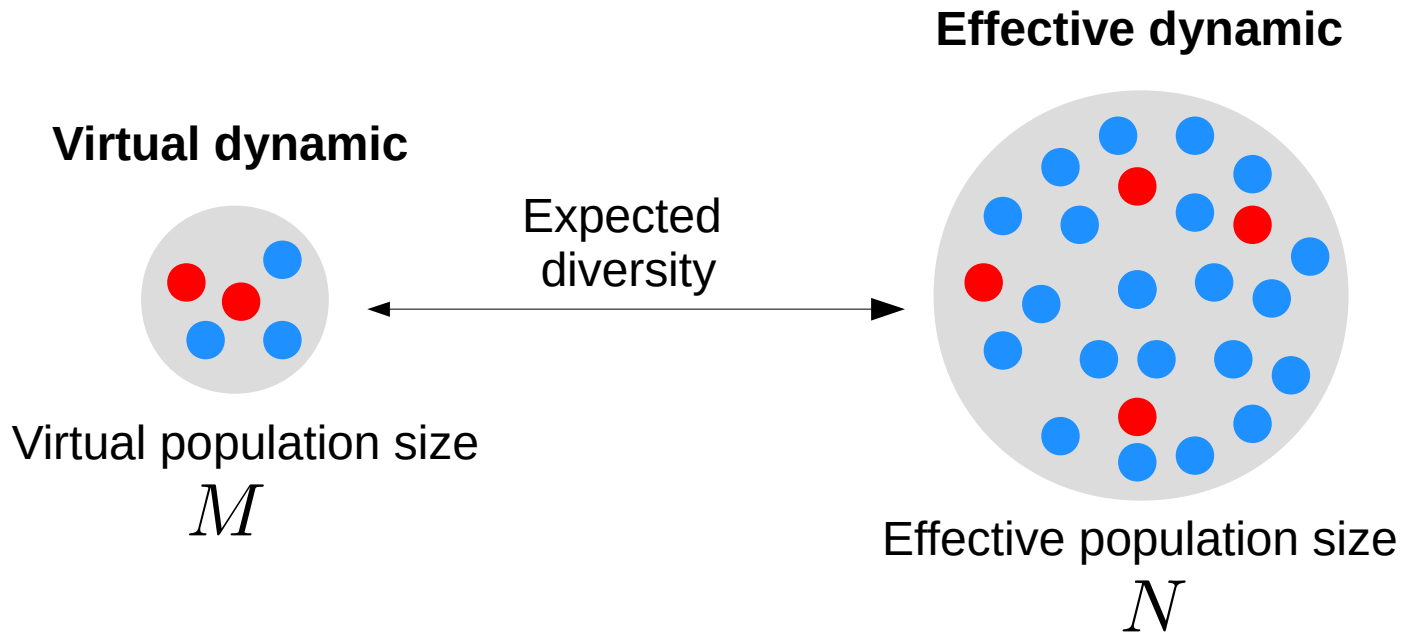 Virtual dynamic
Virtual population size
M
Expected
diversity
Effective dynamic
Effective population size
N